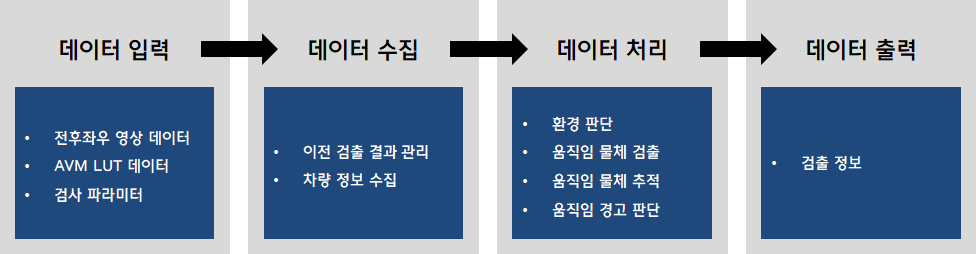 데이터 입력
• 전후좌우 영상 데이터
• AVM LUT 데이터
• 검사 파라미터
데이터 수집
• 이전 검출 결과 관리
• 차량 정보 수집
데이터 처리
• 환경 판단
• 움직임 물체 검출
• 움직임 물체 추적
• 움직임 경고 판단
데이터 출력
• 검출 정보